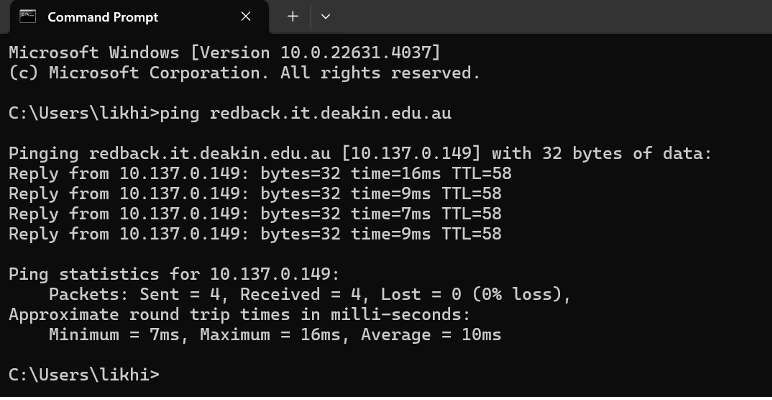 Command Prompt
Microsoft Windows [Version 10.0.22631.4037]
(c) Microsoft Corporation. All rights reserved.
C:\Users\likhi>ping redback.it.deakin.edu.au
Pinging redback.it.deakin.edu.au [10.137.0.149] with 32 bytes of data:
Reply from 10.137.0.149: bytes=32 time=16ms TTL=58
Reply from 10.137.0.149: bytes=32 time=9ms TTL=58
Reply from 10.137.0.149: bytes=32 time=7ms TTL=58
Reply from 10.137.0.149: bytes=32 time=9ms TTL=58
Ping statistics for 10.137.0.149:
    Packets: Sent = 4, Received = 4, Lost = 0 (0% loss),
Approximate round trip times in milli-seconds:
    Minimum = 7ms, Maximum = 16ms, Average = 10ms
C:\Users\likhi>